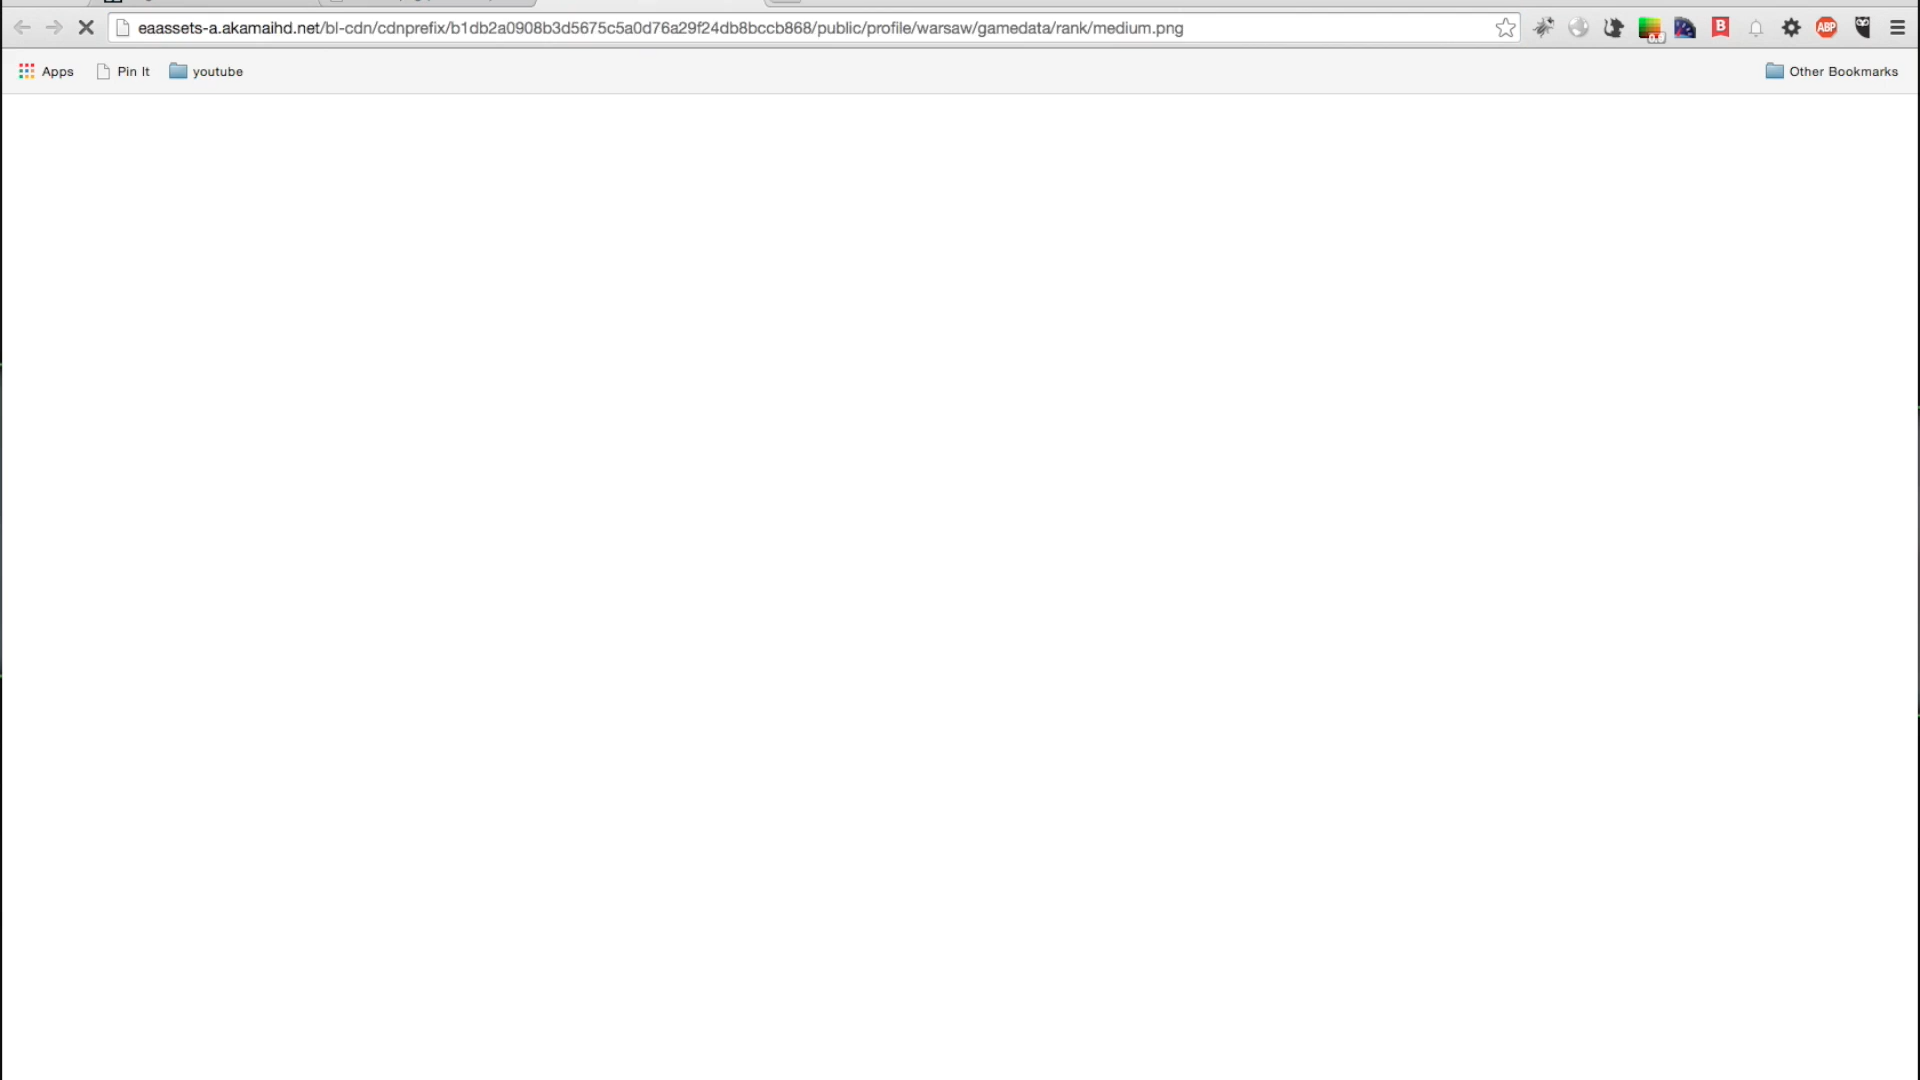 eaassets-a.akamaihd.net/bl-cdn/cdnprefix/b1db2a0908b3d5675c5a0d76a29f24db8bccb868/public/profile/warsaw/gamedata/rank/medium.png
B
ABP
Apps
Pin It
youtube
Other Bookmarks